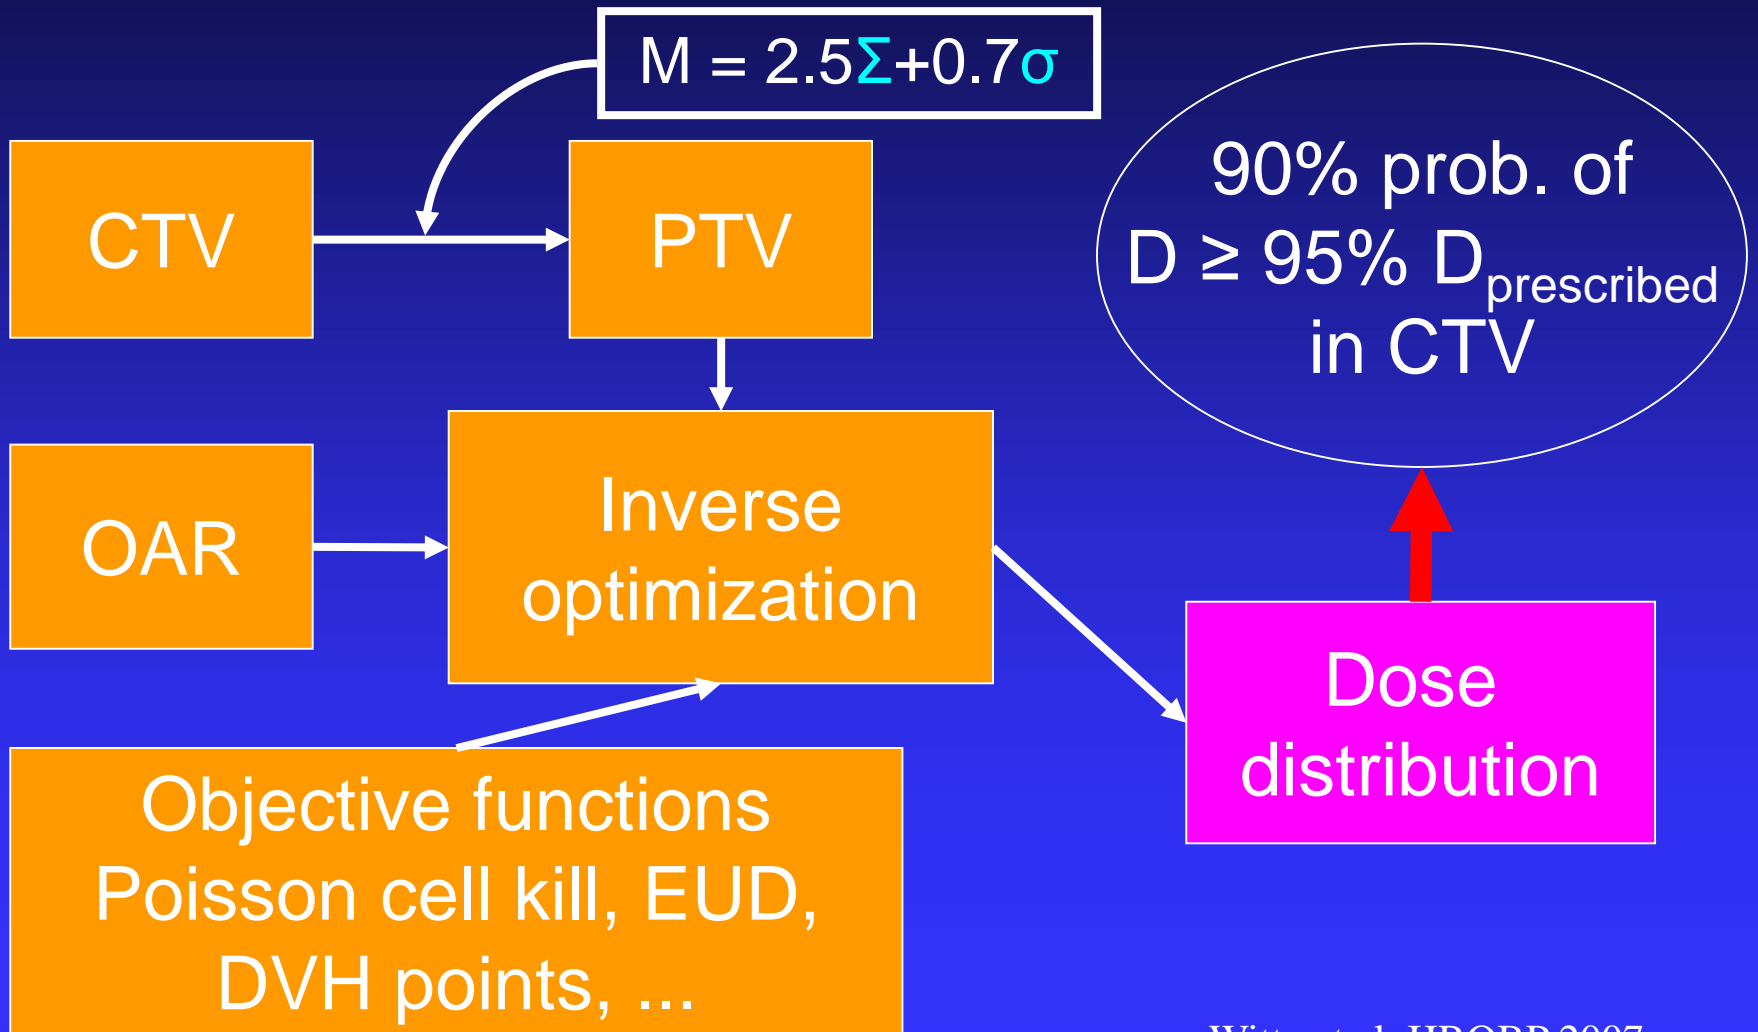 M = 2.5Σ+0.7σ
CTV
PTV
90% prob. of
D ≥ 95% Dprescribed
in CTV
OAR
Inverse
optimization
Dose
distribution
Objective functions
Poisson cell kill, EUD,
DVH points, ...
2007